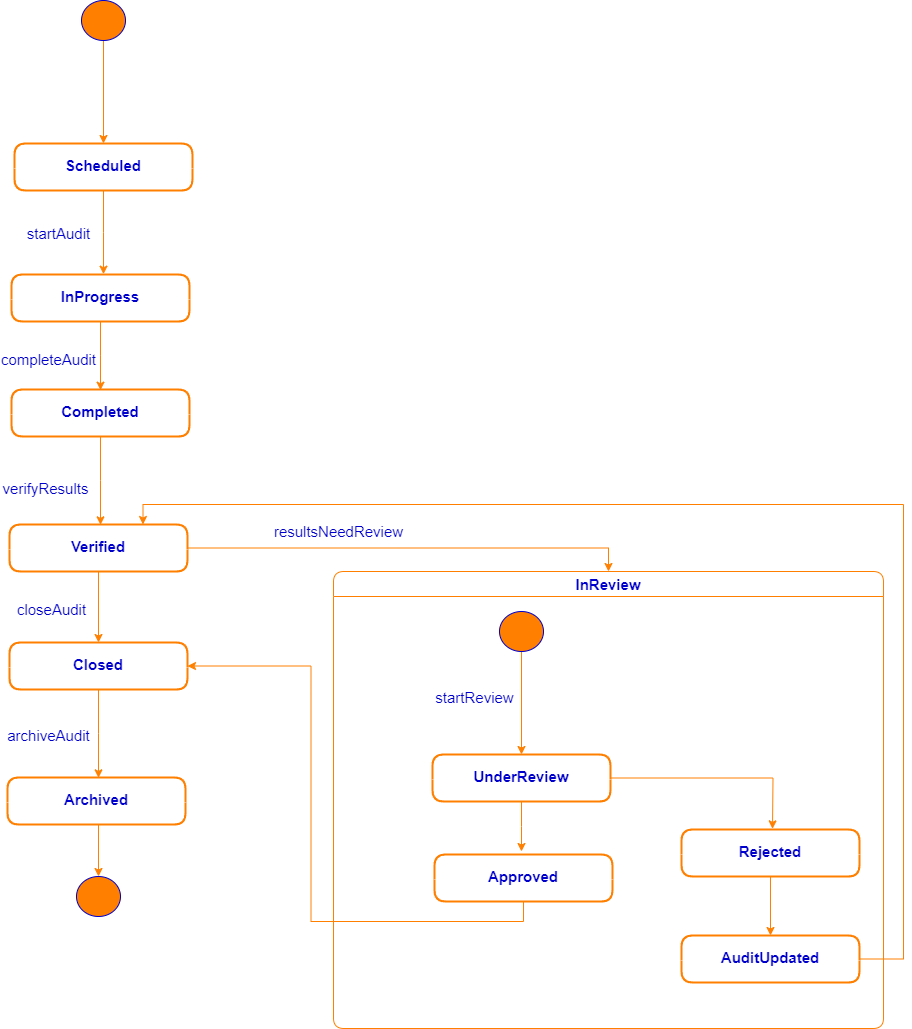 Scheduled
startAudit
InProgress
completeAudit
Completed
verifyResults
resultsNeedReview
Verified
InReview
closeAudit
Closed
startReview
archiveAudit
UnderReview
Archived
Rejected
Approved
AuditUpdated